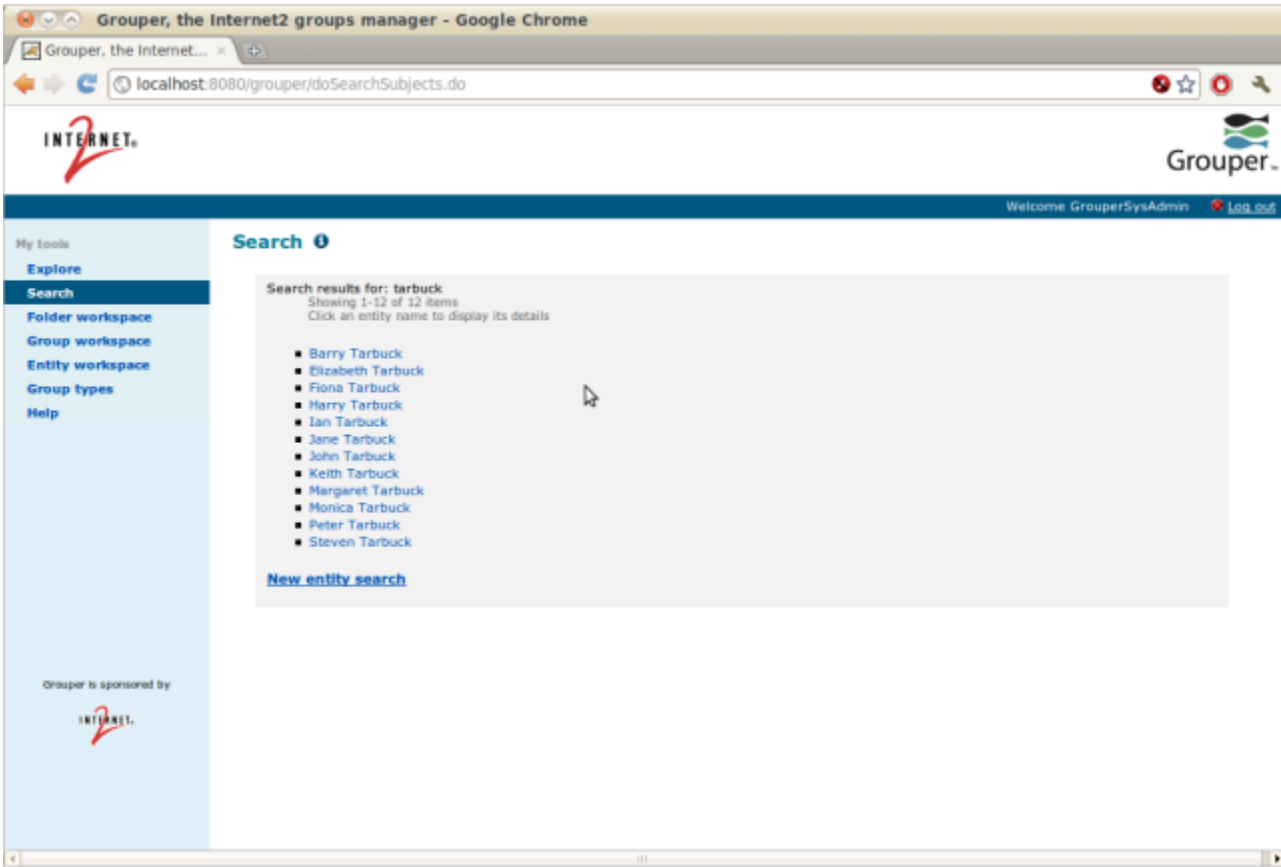 Grouper, the Internet2 groups manager - Google Chrome
Grouper, the Internet...
localhost:8080/grouper/doSearchSubjects.do
INTERNET®
2
Grouper™
Welcome GrouperSysAdmin Log out
My tools
Explore
Search
Folder workspace
Group workspace
Entity workspace
Group types
Help
Search
Search results for: tarbuck
Showing 1-12 of 12 items
Click an entity name to display its details
Barry Tarbuck
Elizabeth Tarbuck
Fiona Tarbuck
Harry Tarbuck
Ian Tarbuck
Jane Tarbuck
John Tarbuck
Keith Tarbuck
Margaret Tarbuck
Monica Tarbuck
Peter Tarbuck
Steven Tarbuck
New entity search
Grouper is sponsored by
INTERNET®
2